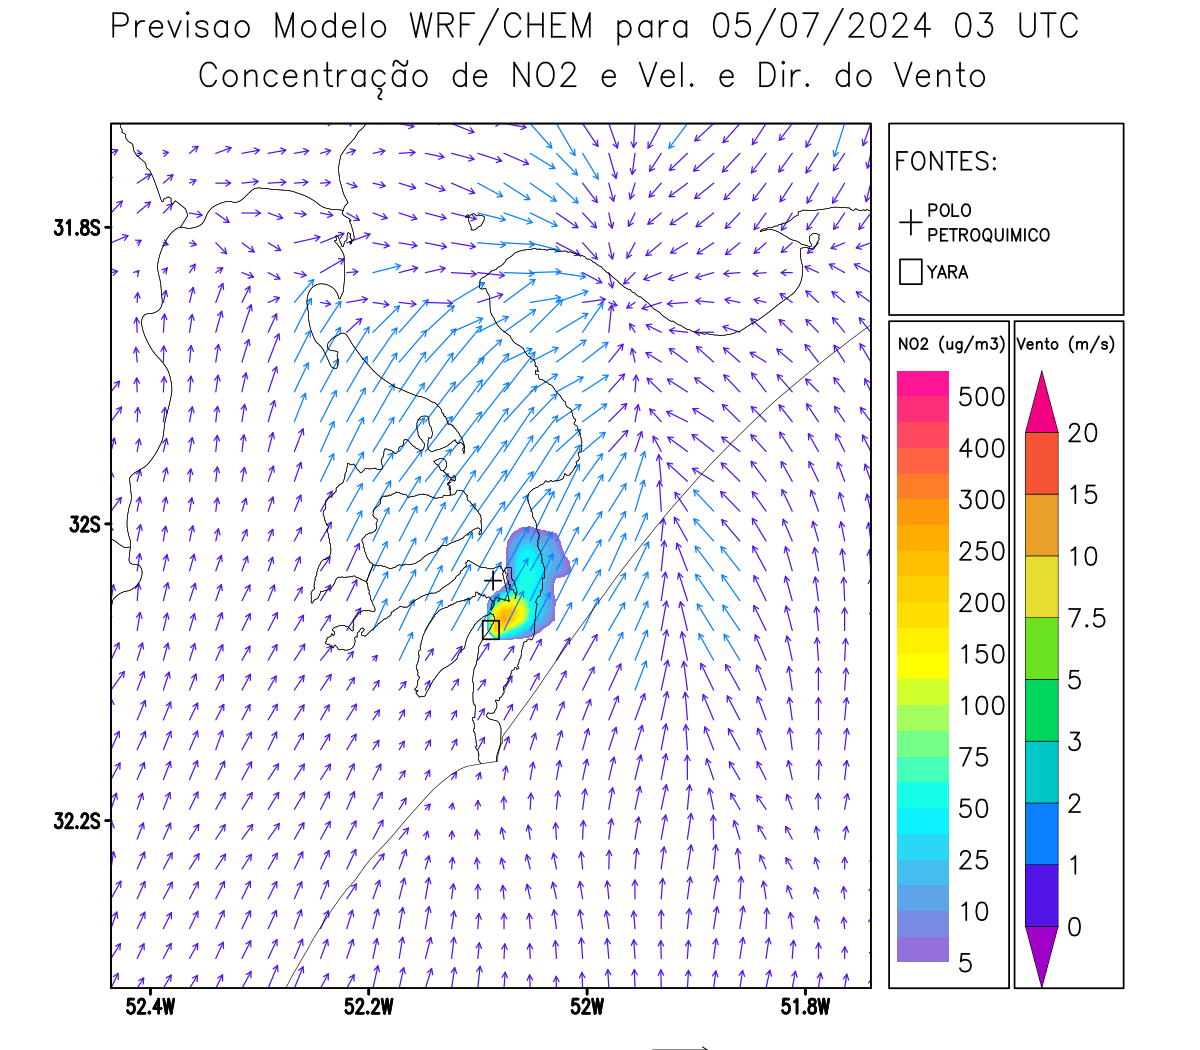 Previsao Modelo WRF/CHEM para 05/07/2024 03 UTC
Concentração de NO2 e Vel. e Dir. do Vento
FONTES:
POLO
PETROQUIMICO
YARA
NO2 (ug/m3)
500
400
300
250
200
150
100
75
50
25
10
5
Vento (m/s)
20
15
10
7.5
5
3
2
1
0
31.8S
32S
32.2S
52.4W
52.2W
52W
51.8W